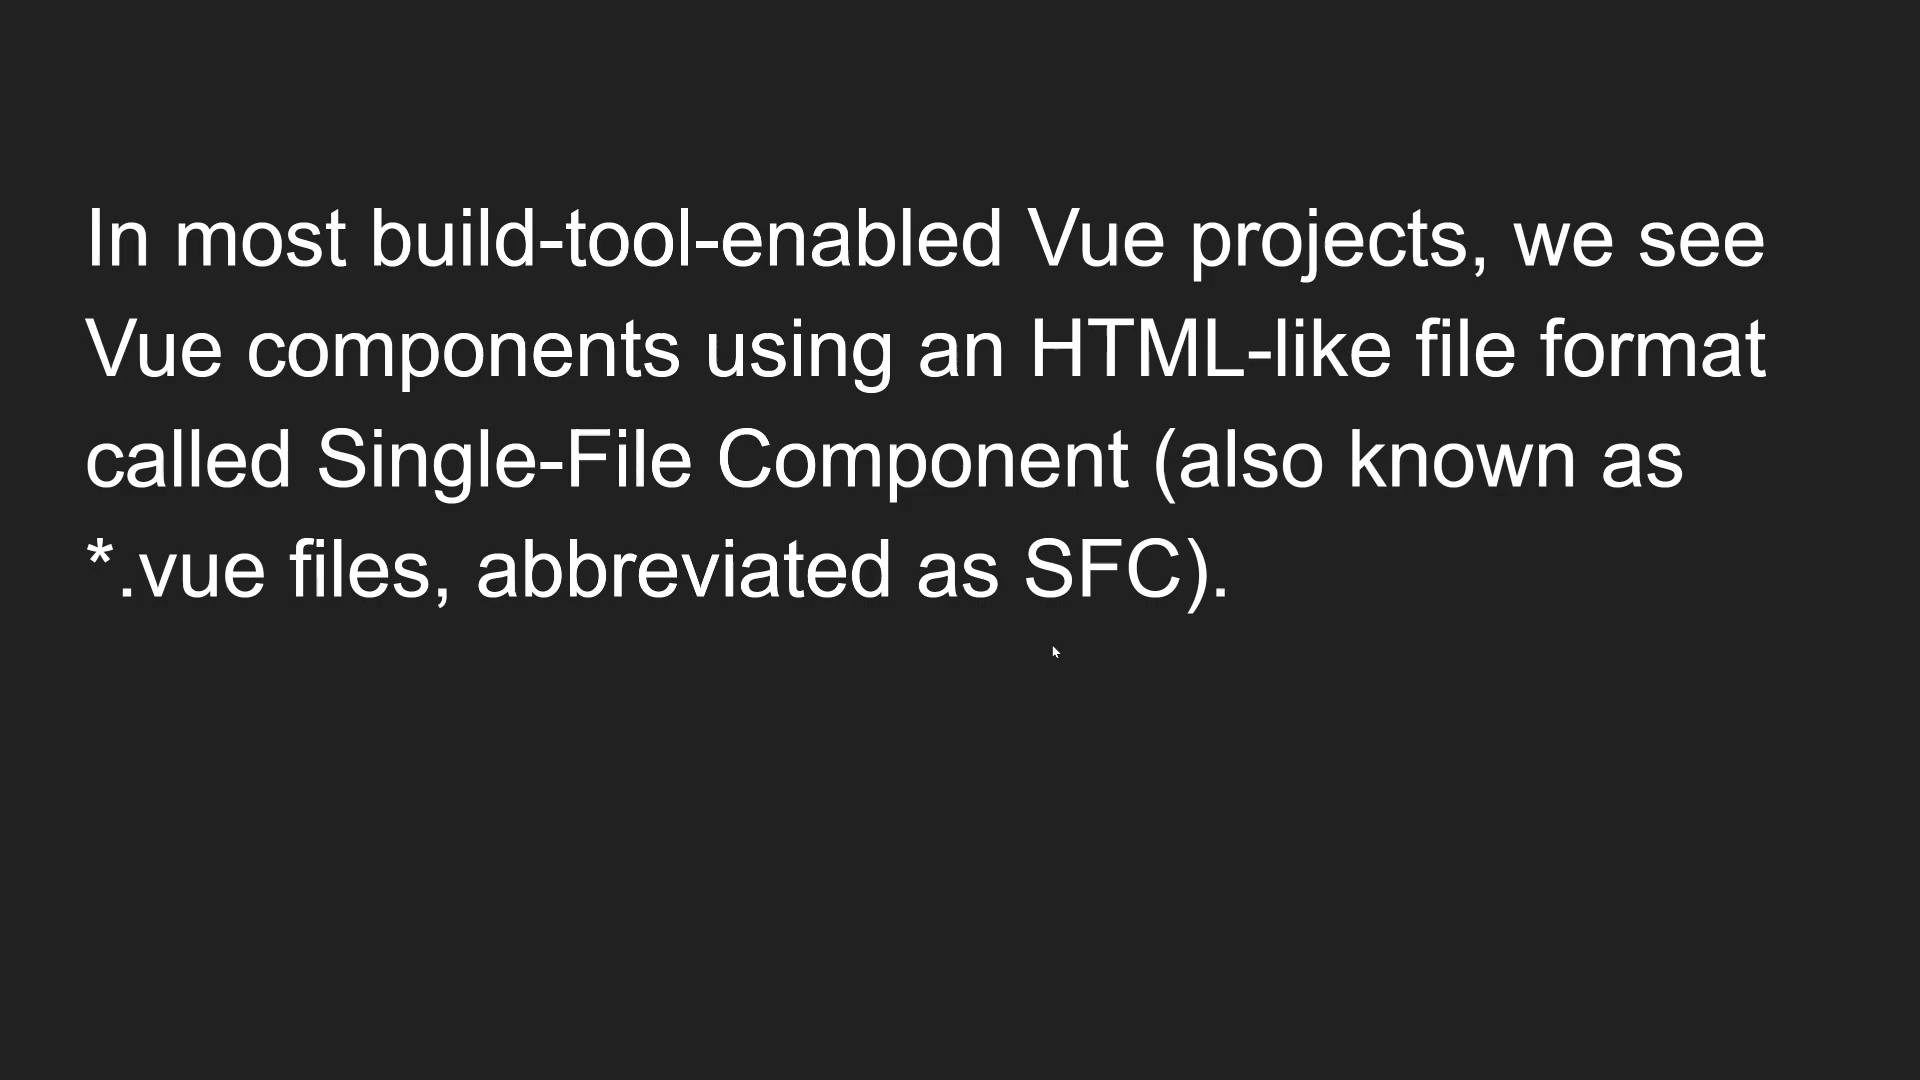 In most build-tool-enabled Vue projects, we see
Vue components using an HTML-like file format
called Single-File Component (also known as
*.vue files, abbreviated as SFC).